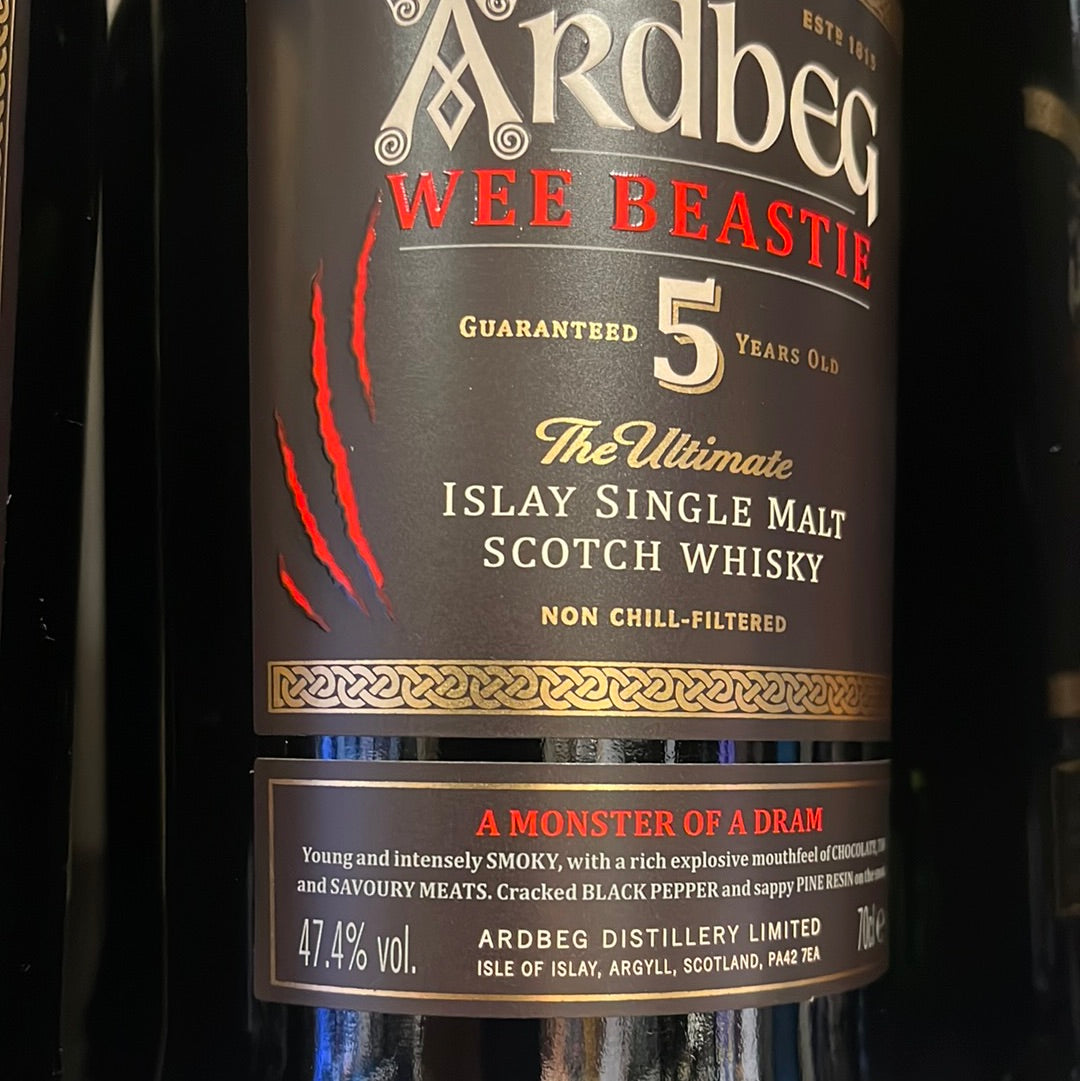 ESTD 1815
Ardbeg
WEE BEASTIE
GUARANTEED 5 YEARS OLD
The Ultimate
ISLAY SINGLE MALT
SCOTCH WHISKY
NON CHILL-FILTERED
A MONSTER OF A DRAM
Young and intensely SMOKY, with a rich explosive mouthfeel of CHOCOLATE,
and SAVOURY MEATS. Cracked BLACK PEPPER and sappy PINE RESIN on the
47.4% vol. ARDBEG DISTILLERY LIMITED 70cl e
ISLE OF ISLAY, ARGYLL, SCOTLAND, PA42 7EA